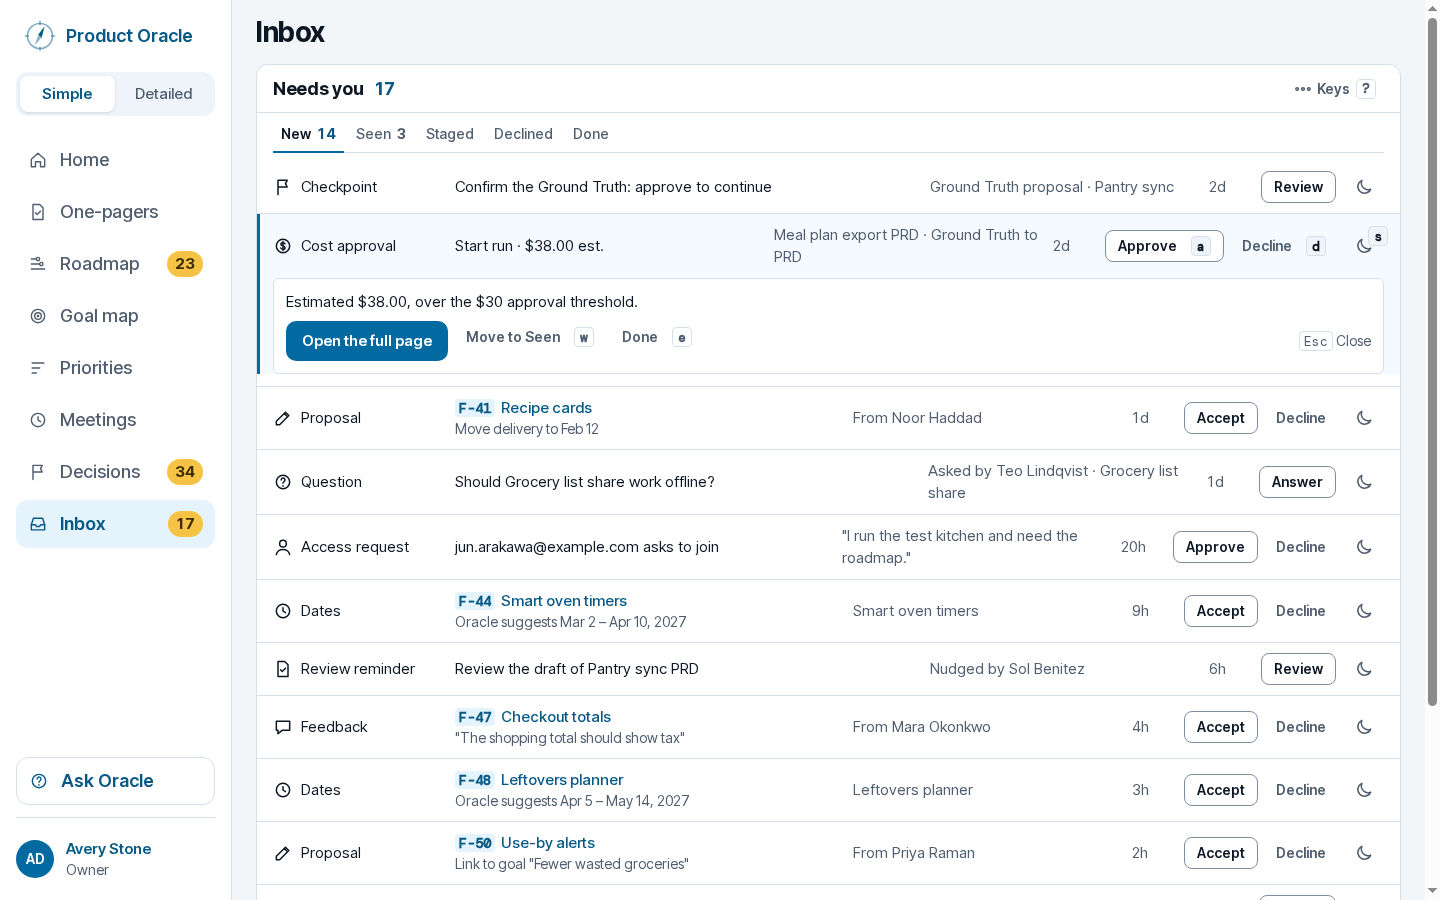 Product Oracle
Simple Detailed
Home
One-pagers
Roadmap 23
Goal map
Priorities
Meetings
Decisions 34
Inbox 17
Ask Oracle
AD Avery Stone
Owner
Inbox
Needs you 17
Keys ?
New 14 Seen 3 Staged Declined Done
Checkpoint Confirm the Ground Truth: approve to continue Ground Truth proposal · Pantry sync 2d Review
Cost approval Start run · $38.00 est. Meal plan export PRD · Ground Truth to PRD 2d Approve a Decline d s
Estimated $38.00, over the $30 approval threshold.
Open the full page Move to Seen w Done e Esc Close
Proposal F-41 Recipe cards From Noor Haddad 1d Accept Decline
Move delivery to Feb 12
Question Should Grocery list share work offline? Asked by Teo Lindqvist · Grocery list share 1d Answer
Access request jun.arakawa@example.com asks to join "I run the test kitchen and need the roadmap." 20h Approve Decline
Dates F-44 Smart oven timers Smart oven timers 9h Accept Decline
Oracle suggests Mar 2 – Apr 10, 2027
Review reminder Review the draft of Pantry sync PRD Nudged by Sol Benitez 6h Review
Feedback F-47 Checkout totals From Mara Okonkwo 4h Accept Decline
"The shopping total should show tax"
Dates F-48 Leftovers planner Leftovers planner 3h Accept Decline
Oracle suggests Apr 5 – May 14, 2027
Proposal F-50 Use-by alerts From Priya Raman 2h Accept Decline
Link to goal "Fewer wasted groceries"